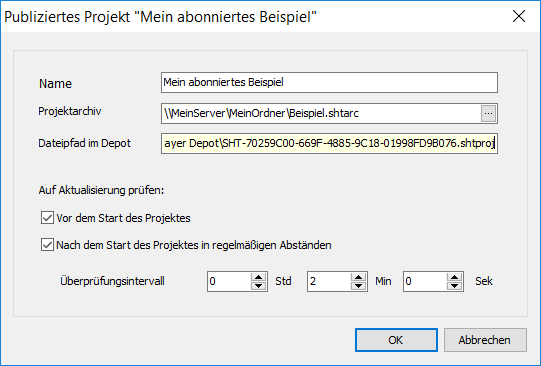 Publiziertes Projekt "Mein abonniertes Beispiel"
Name Mein abonniertes Beispiel
Projektarchiv \\MeinServer\MeinOrdner\Beispiel.shtarc ...
Dateipfad im Depot ayer Depot\SHT-70259C00-669F-4885-9C18-01998FD9B076.shtproj
Auf Aktualisierung prüfen:
Vor dem Start des Projektes
Nach dem Start des Projektes in regelmäßigen Abständen
Überprüfungsintervall 0 Std 2 Min 0 Sek
OK Abbrechen